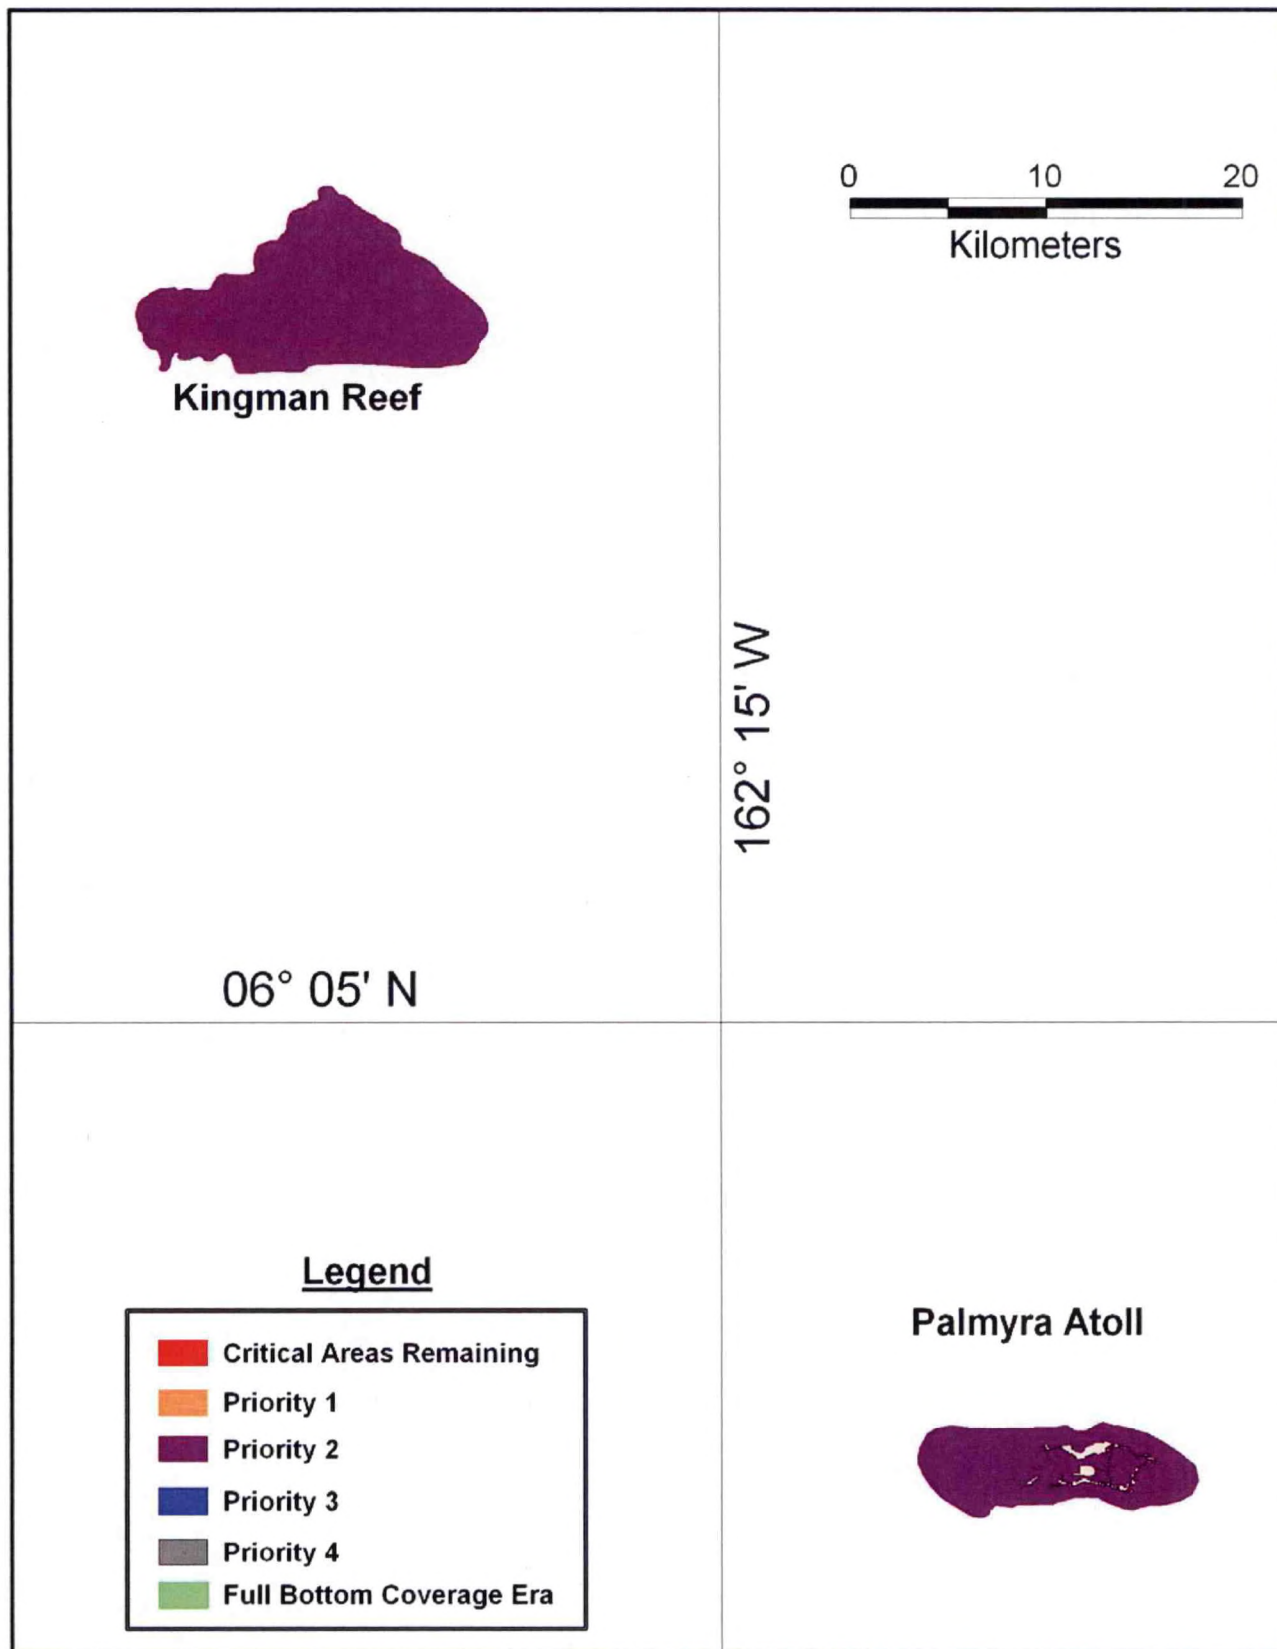 0 10 20
Kilometers
Kingman Reef
162° 15' W
06° 05' N
Legend
Critical Areas Remaining
Priority 1
Priority 2
Priority 3
Priority 4
Full Bottom Coverage Era
Palmyra Atoll